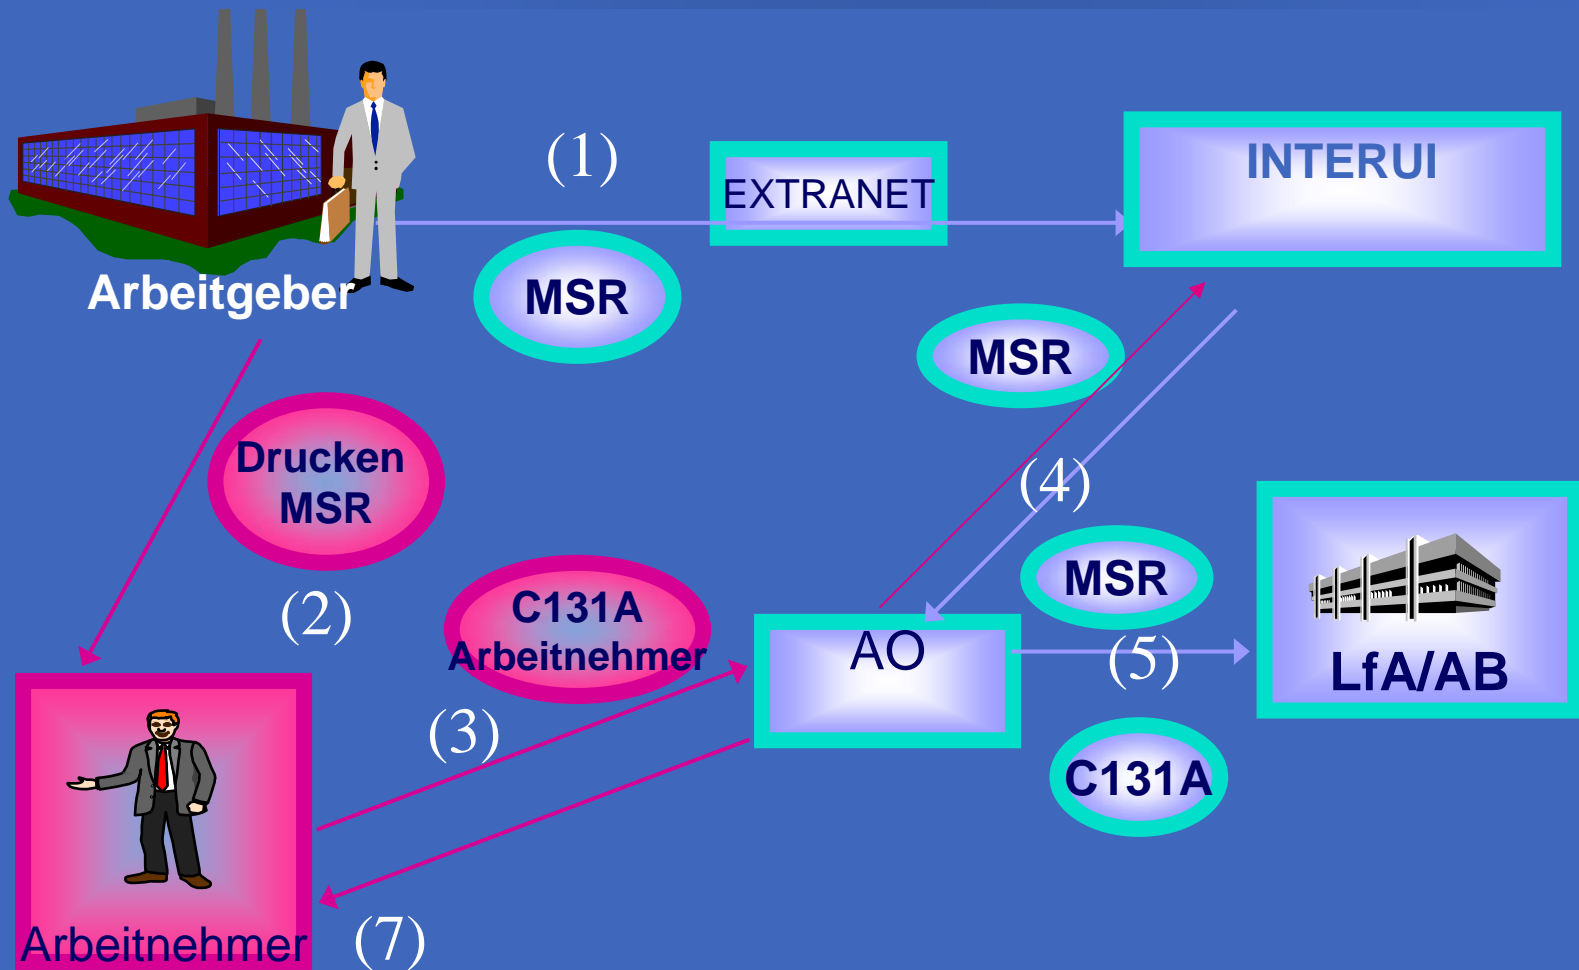 (1)
EXTRANET
INTERUI
Arbeitgeber
MSR
MSR
Drucken
MSR
(4)
(2)
C131A
Arbeitnehmer
MSR
AO
(5)
LfA/AB
(3)
C131A
Arbeitnehmer
(7)